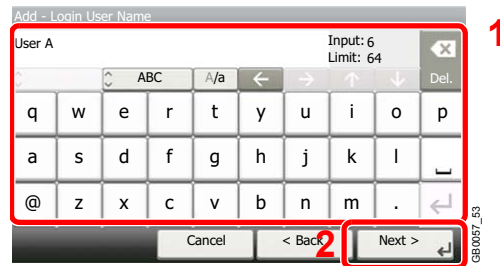 Add - Login User Name
1
User A
Input: 6
Limit: 64
ABC
A/a
Del.
q w e r t y u i o p
a s d f g h j k l
@ z x c v b n m .
2
Cancel
< Back
Next >
GB0057_53